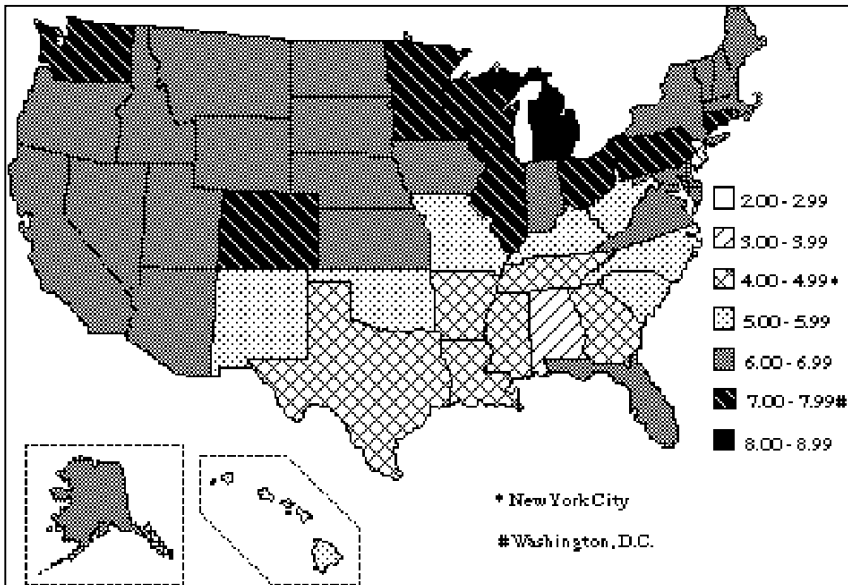 2.00 - 2.99
3.00 - 3.99
4.00 - 4.99*
5.00 - 5.99
6.00 - 6.99
7.00 - 7.99#
8.00 - 8.99
* New York City
# Washington, D.C.